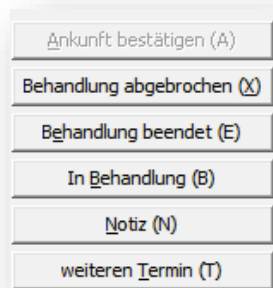 Ankunft bestätigen (A)
Behandlung abgebrochen (X)
Behandlung beendet (E)
In Behandlung (B)
Notiz (N)
weiteren Termin (T)